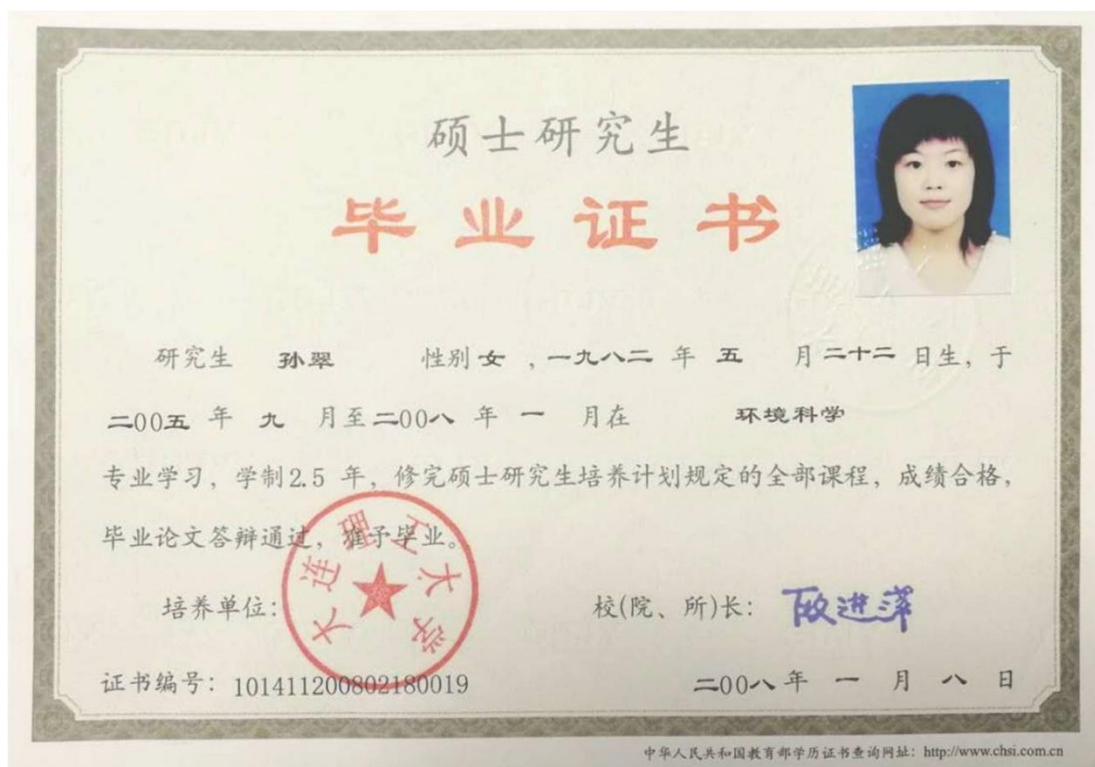 硕士研究生
毕业证书
研究生 孙翠 性别 女 ，一九八二 年 五 月 二十二 日生，于
二00五 年 九 月至 二00八 年 一 月在 环境科学
专业学习，学制2.5 年，修完硕士研究生培养计划规定的全部课程，成绩合格，
毕业论文答辩通过，准予毕业。
大连理工大学
培养单位： 校(院、所)长：
证书编号：101411200802180019 二00八 年 一 月 八 日
中华人民共和国教育部学历证书查询网址：http://www.chsi.com.cn